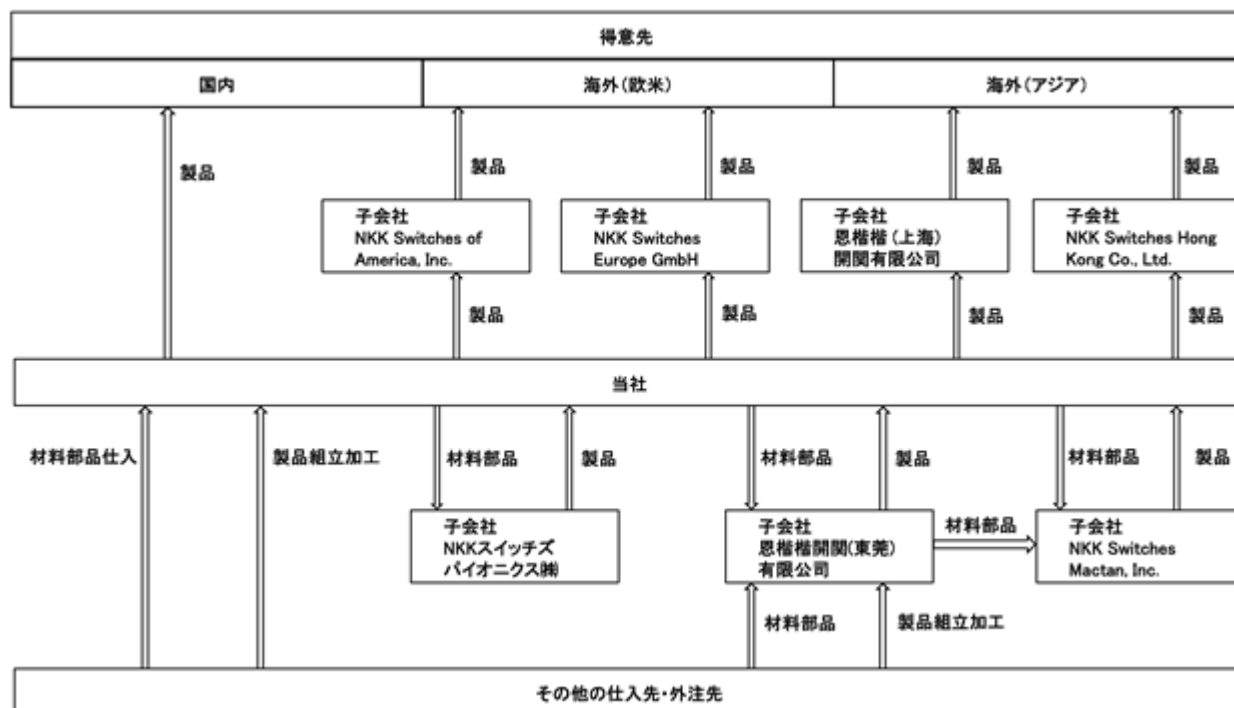 得意先
国内
海外(欧米)
海外(アジア)
製品
製品
製品
製品
製品
子会社
NKK Switches of
America, Inc.
子会社
NKK Switches
Europe GmbH
子会社
恩楷楷 (上海)
開関有限公司
子会社
NKK Switches Hong
Kong Co., Ltd.
製品
製品
製品
製品
当社
材料部品仕入
製品組立加工
材料部品
製品
材料部品
製品
材料部品
製品
子会社
NKKスイッチズ
パイオニクス㈱
子会社
恩楷楷開関(東莞)
有限公司
材料部品
子会社
NKK Switches
Mactan, Inc.
材料部品
製品組立加工
その他の仕入先・外注先